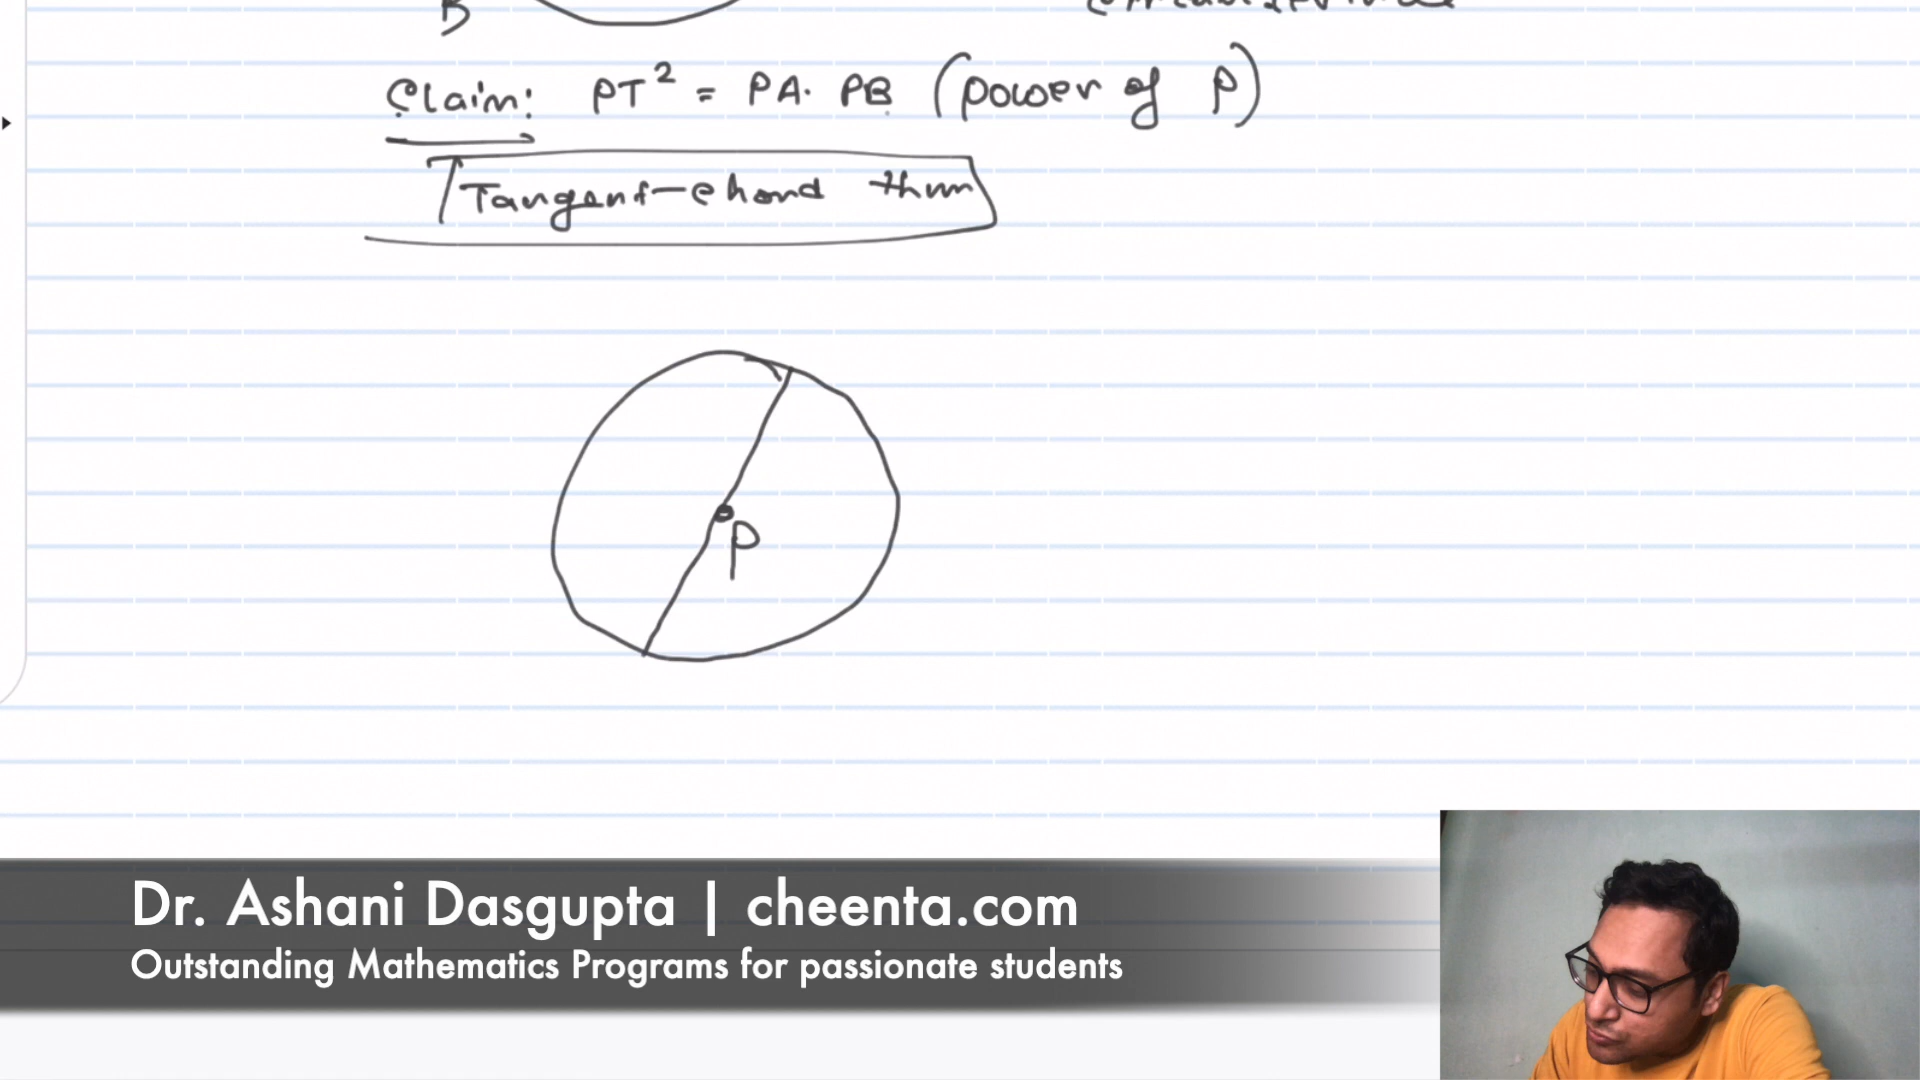 B
Claim: PT² = PA. PB (power of P)
Tangent-chord thm
P
Dr. Ashani Dasgupta | cheenta.com
Outstanding Mathematics Programs for passionate students